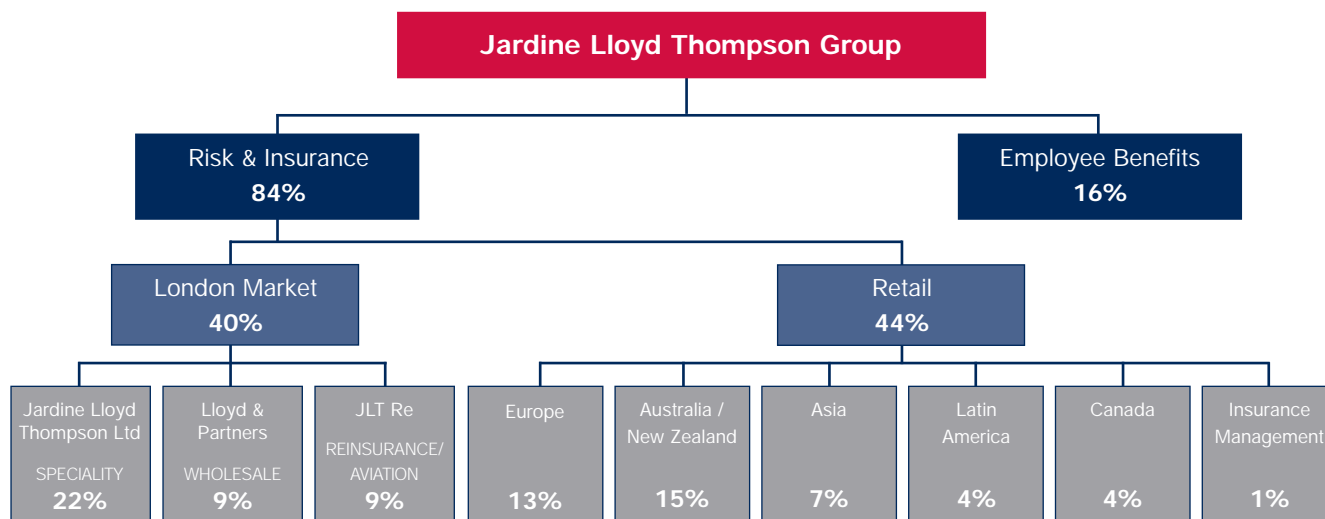 Jardine Lloyd Thompson Group
Risk & Insurance
84%
Employee Benefits
16%
London Market
40%
Retail
44%
Jardine Lloyd
Thompson Ltd
SPECIALITY
22%
Lloyd &
Partners
WHOLESALE
9%
JLT Re
REINSURANCE/
AVIATION
9%
Europe
13%
Australia /
New Zealand
15%
Asia
7%
Latin
America
4%
Canada
4%
Insurance
Management
1%